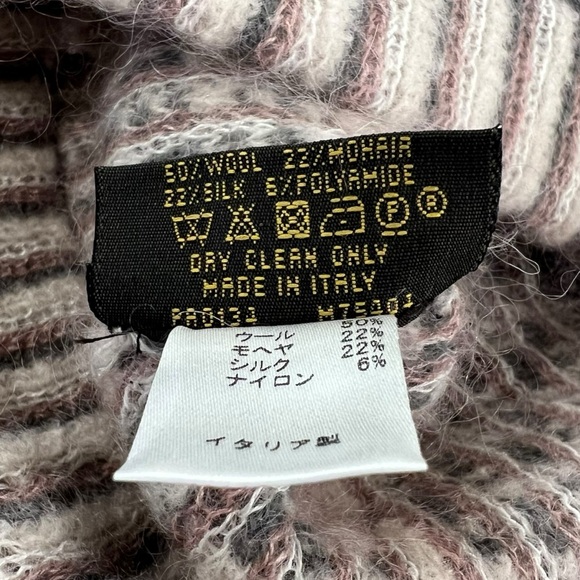 50%WOOL 22%MOHAIR
22%SILK 6%POLYAMIDE
P R
DRY CLEAN ONLY
MADE IN ITALY
ウール 50%
モヘヤ 22%
シルク 22%
ナイロン 6%
イタリア製